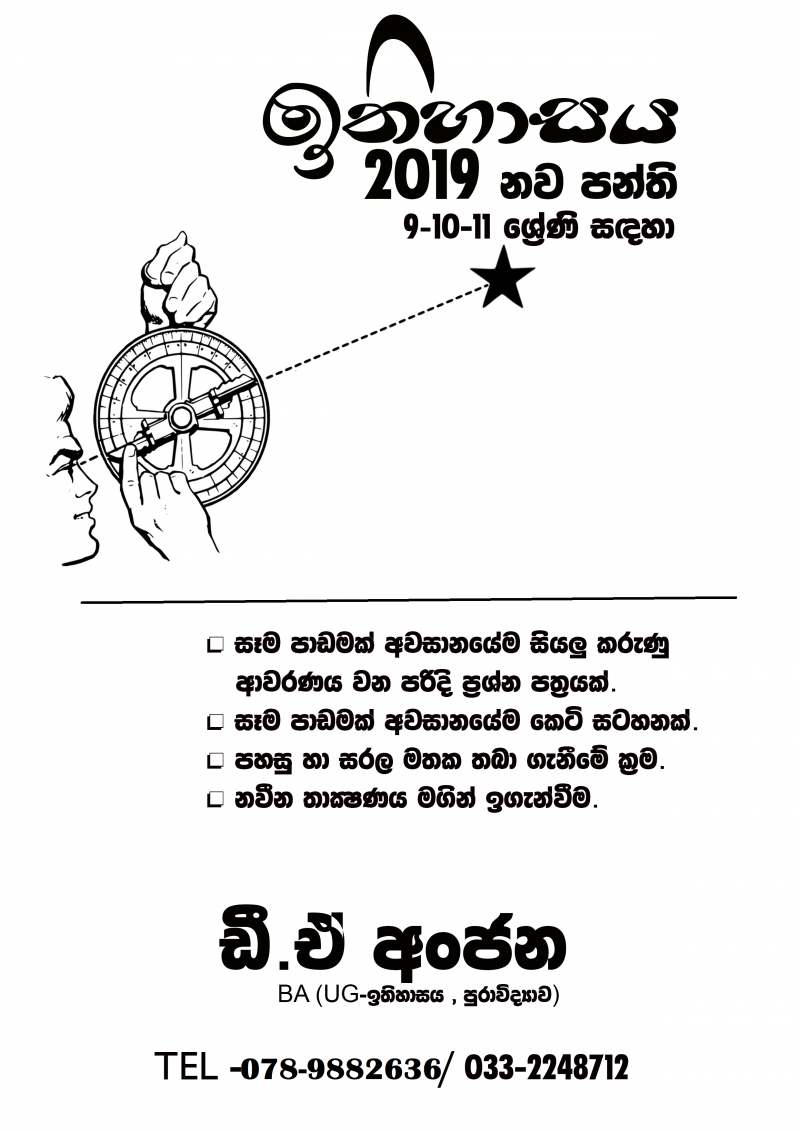 ඉතිහාසය
2019 නව පන්ති
9-10-11 ශ්‍රේණි සඳහා
සෑම පාඩමක් අවසානයේම සියලු කරුණු
ආවරණය වන පරිදි ප්‍රශ්න පත්‍රයක්.
සෑම පාඩමක් අවසානයේම කෙටි සටහනක්.
පහසු හා සරල මතක තබා ගැනීමේ ක්‍රම.
නවීන තාක්‍ෂණය මගින් ඉගැන්වීම.
ඩී.ඒ අංජන
BA (UG-ඉතිහාසය , පුරාවිද්‍යාව)
TEL -078-9882636/ 033-2248712